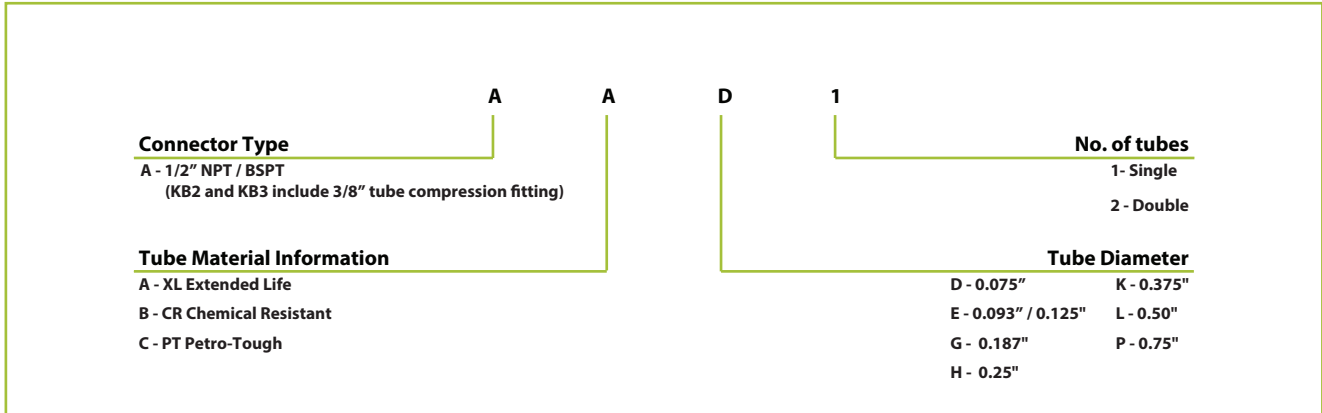 A A D 1
Connector Type
No. of tubes
A - 1/2” NPT / BSPT
1- Single
(KB2 and KB3 include 3/8” tube compression fitting)
2 - Double
Tube Material Information
Tube Diameter
A - XL Extended Life
D - 0.075” K - 0.375"
B - CR Chemical Resistant
E - 0.093” / 0.125" L - 0.50"
C - PT Petro-Tough
G - 0.187" P - 0.75"
H - 0.25"